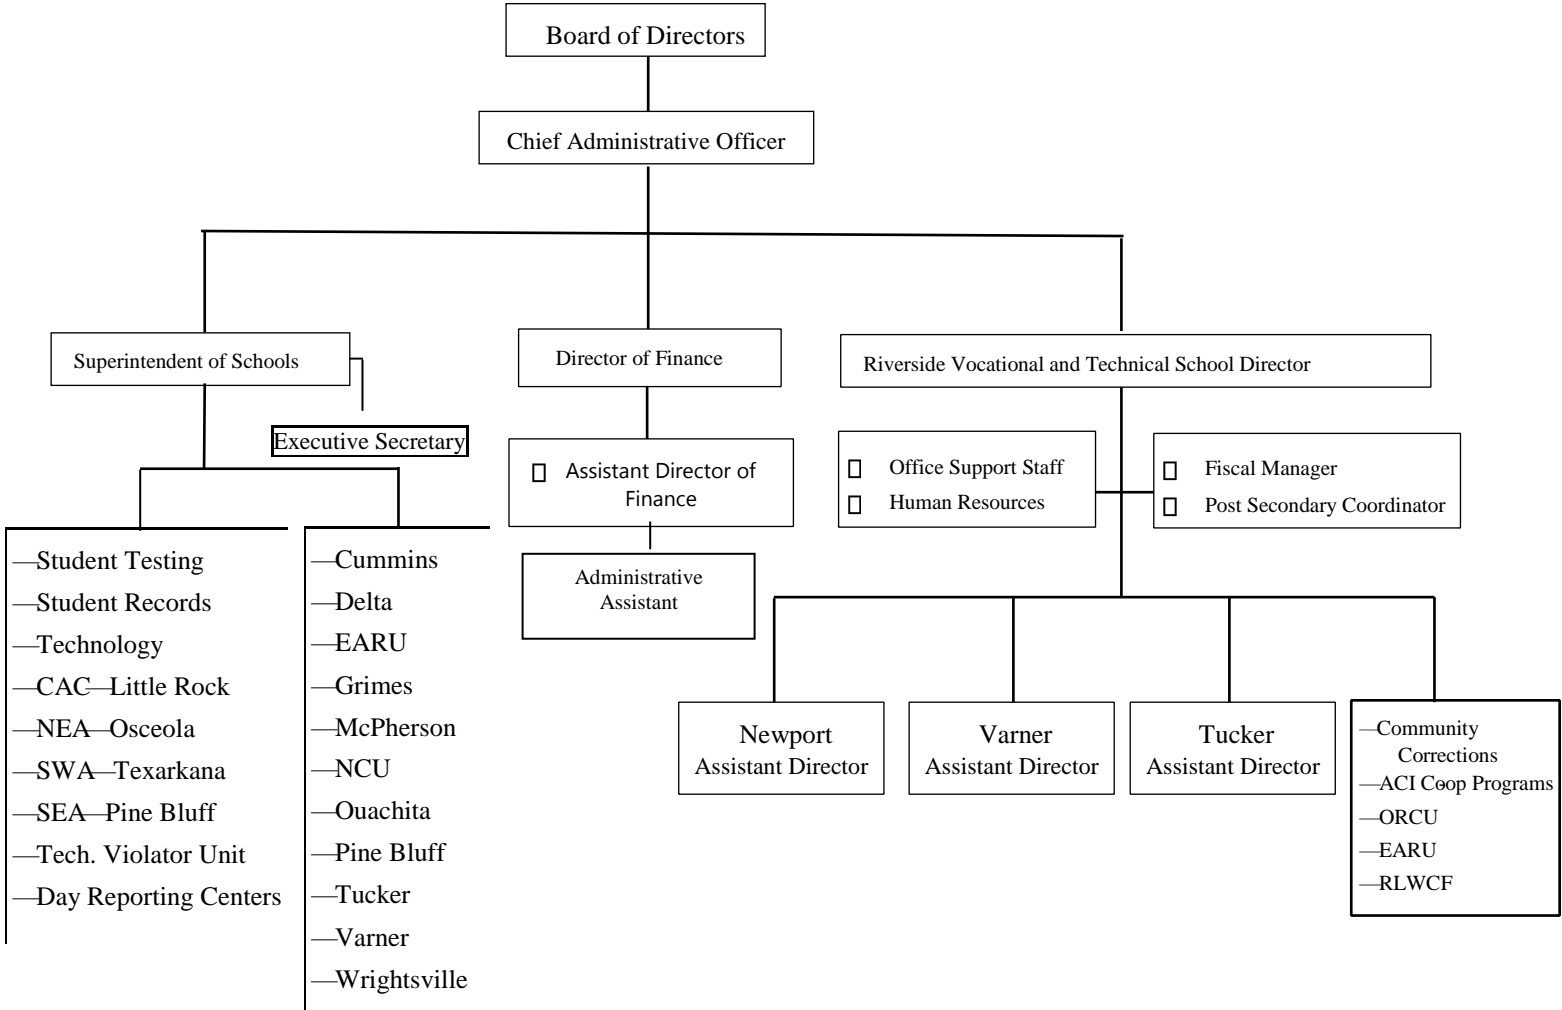 Board of Directors
Chief Administrative Officer
Superintendent of Schools
Director of Finance
Riverside Vocational and Technical School Director
Executive Secretary
Assistant Director of
Finance
Administrative
Assistant
Office Support Staff
Human Resources
Fiscal Manager
Post Secondary Coordinator
—Student Testing
—Student Records
—Technology
—CAC—Little Rock
—NEA—Osceola
—SWA—Texarkana
—SEA—Pine Bluff
—Tech. Violator Unit
—Day Reporting Centers
—Cummins
—Delta
—EARU
—Grimes
—McPherson
—NCU
—Ouachita
—Pine Bluff
—Tucker
—Varner
—Wrightsville
Newport
Assistant Director
Varner
Assistant Director
Tucker
Assistant Director
—Community
Corrections
—ACI Co-op Programs
—ORCU
—EARU
—RLWCF